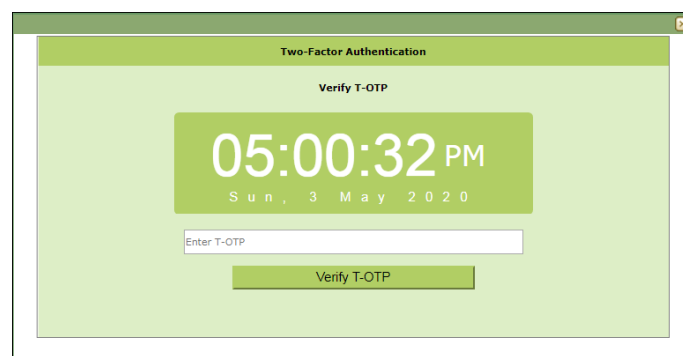 Two-Factor Authentication
Verify T-OTP
05:00:32 PM
Sun, 3 May 2020
Enter T-OTP
Verify T-OTP